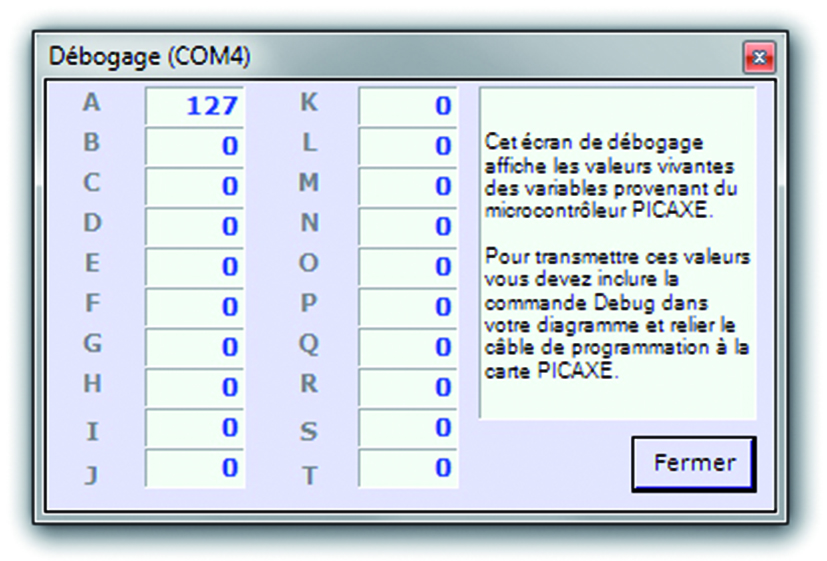 Débogage (COM4)
A 127 K 0
B 0 L 0
C 0 M 0
D 0 N 0
E 0 O 0
F 0 P 0
G 0 Q 0
H 0 R 0
I 0 S 0
J 0 T 0
Cet écran de débogage
affiche les valeurs vivantes
des variables provenant du
microcontrôleur PICAXE.
Pour transmettre ces valeurs
vous devez inclure la
commande Debug dans
votre diagramme et relier le
câble de programmation à la
carte PICAXE.
Fermer